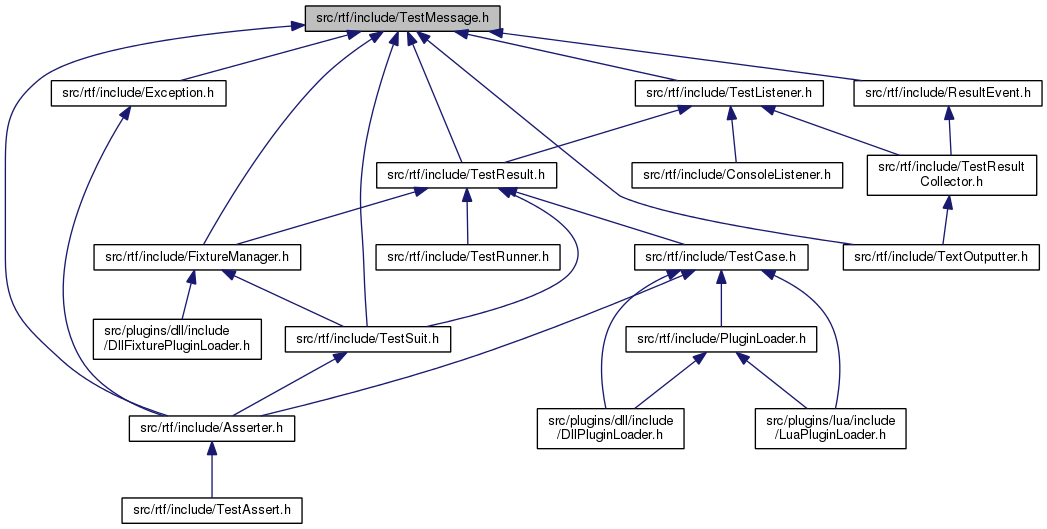 src/rtf/include/TestMessage.h
src/rtf/include/Exception.h
src/rtf/include/TestListener.h
src/rtf/include/ResultEvent.h
src/rtf/include/TestResult.h
src/rtf/include/ConsoleListener.h
src/rtf/include/TestResult
Collector.h
src/rtf/include/FixtureManager.h
src/rtf/include/TestRunner.h
src/rtf/include/TestCase.h
src/rtf/include/TextOutputter.h
src/plugins/dll/include
/DllFixturePluginLoader.h
src/rtf/include/TestSuit.h
src/rtf/include/PluginLoader.h
src/rtf/include/Asserter.h
src/plugins/dll/include
/DllPluginLoader.h
src/plugins/lua/include
/LuaPluginLoader.h
src/rtf/include/TestAssert.h